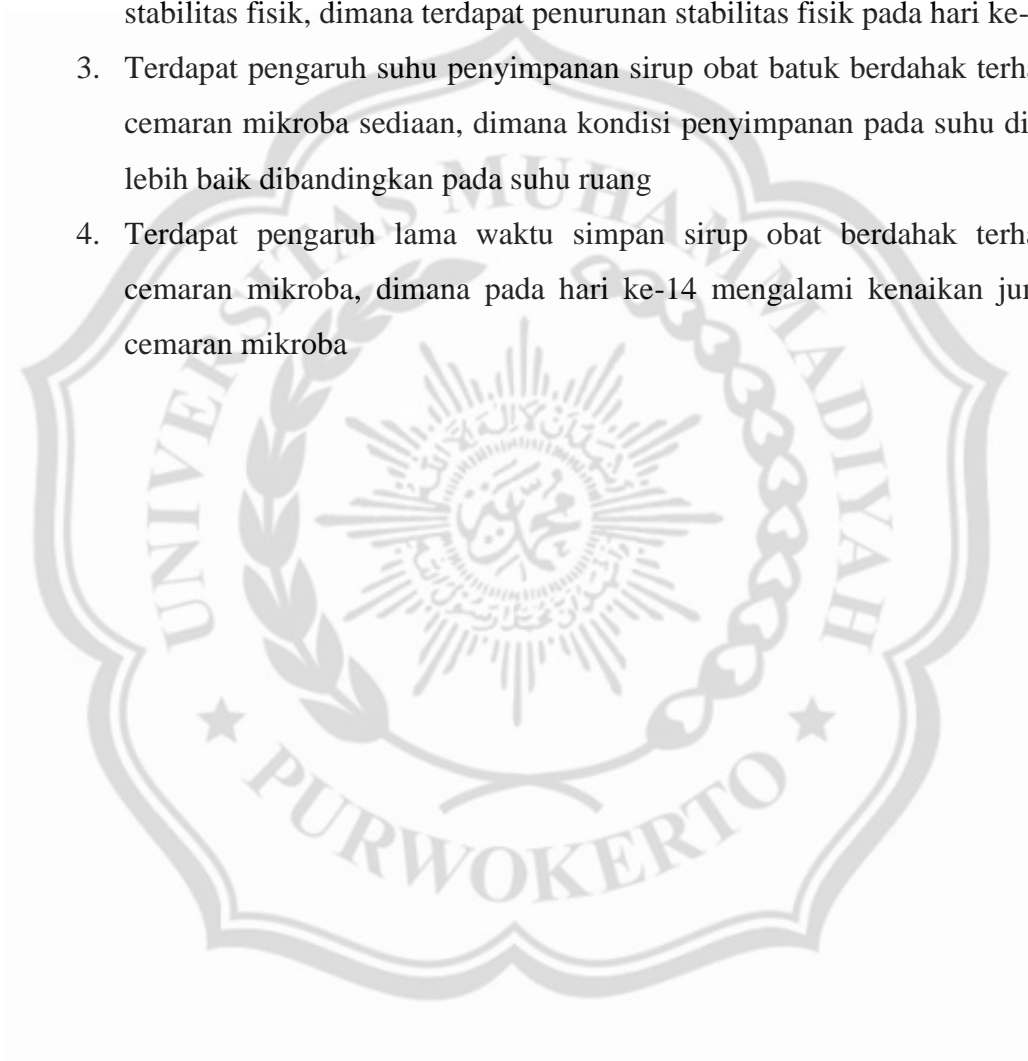 stabilitas fisik, dimana terdapat penurunan stabilitas fisik pada hari ke-
3. Terdapat pengaruh suhu penyimpanan sirup obat batuk berdahak terha
cemaran mikroba sediaan, dimana kondisi penyimpanan pada suhu di
lebih baik dibandingkan pada suhu ruang
4. Terdapat pengaruh lama waktu simpan sirup obat berdahak terha
cemaran mikroba, dimana pada hari ke-14 mengalami kenaikan ju
cemaran mikroba
UNIVERSITAS MUHAMMADIYAH
PURWOKERTO